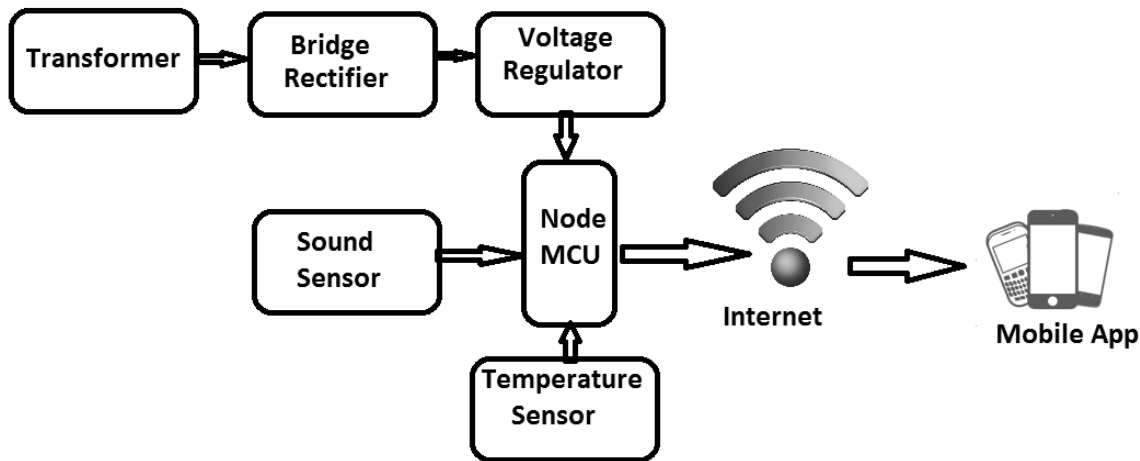 Transformer
Bridge
Rectifier
Voltage
Regulator
Sound
Sensor
Node
MCU
Internet
Mobile App
Temperature
Sensor